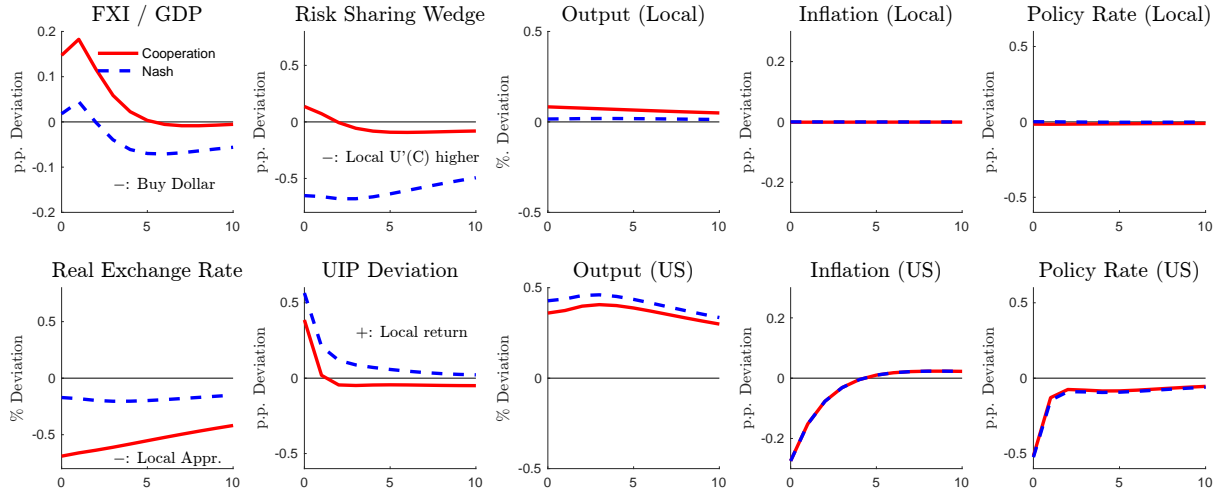 FXI / GDP
p.p. Deviation
0.2
0.1
0
-0.1
0.2
Cooperation
Nash
−: Buy Dollar
0 5 10
Risk Sharing Wedge
0.5
0
-0.5
−: Local U'(C) higher
0 5 10
Output (Local)
%. Deviation
0.5
0
-0.5
0 5 10
Inflation (Local)
p.p. Deviation
0.2
0
-0.2
0 5 10
Policy Rate (Local)
p.p. Deviation
0.5
0
-0.5
0 5 10
Real Exchange Rate
% Deviation
0.5
0
-0.5
−: Local Appr.
0 5 10
UIP Deviation
p.p. Deviation
0.5
0
-0.5
+: Local return
0 5 10
Output (US)
% Deviation
0.5
0
-0.5
0 5 10
Inflation (US)
p.p. Deviation
0.2
0
-0.2
0 5 10
Policy Rate (US)
p.p. Deviation
0.5
0
-0.5
0 5 10